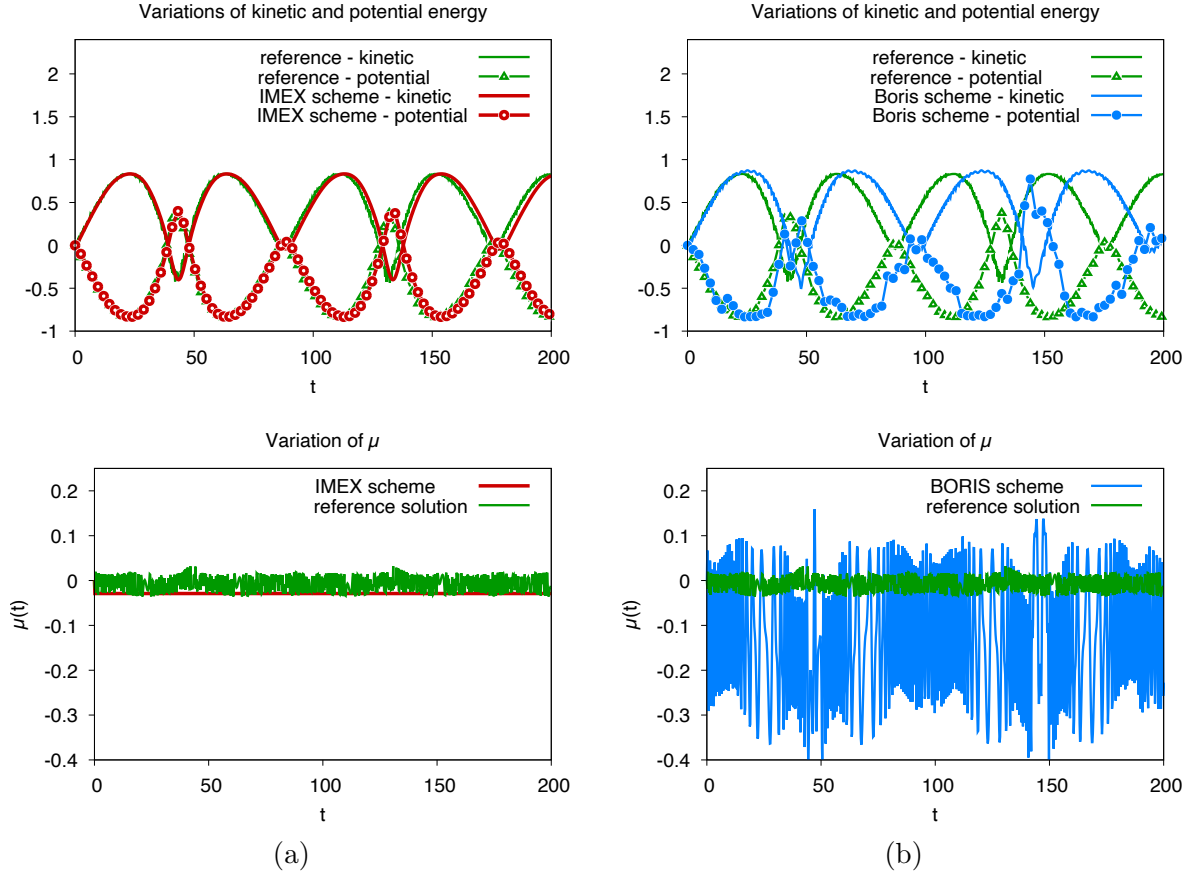 Variations of kinetic and potential energy
reference - kinetic
reference - potential
IMEX scheme - kinetic
IMEX scheme - potential
2
1.5
1
0.5
0
-0.5
-1
0
50
100
150
200
t
Variations of kinetic and potential energy
reference - kinetic
reference - potential
Boris scheme - kinetic
Boris scheme - potential
2
1.5
1
0.5
0
-0.5
-1
0
50
100
150
200
t
Variation of μ
IMEX scheme
reference solution
μ(t)
0.2
0.1
0
-0.1
-0.2
-0.3
-0.4
0
50
100
150
200
t
(a)
Variation of μ
BORIS scheme
reference solution
μ(t)
0.2
0.1
0
-0.1
-0.2
-0.3
-0.4
0
50
100
150
200
t
(b)